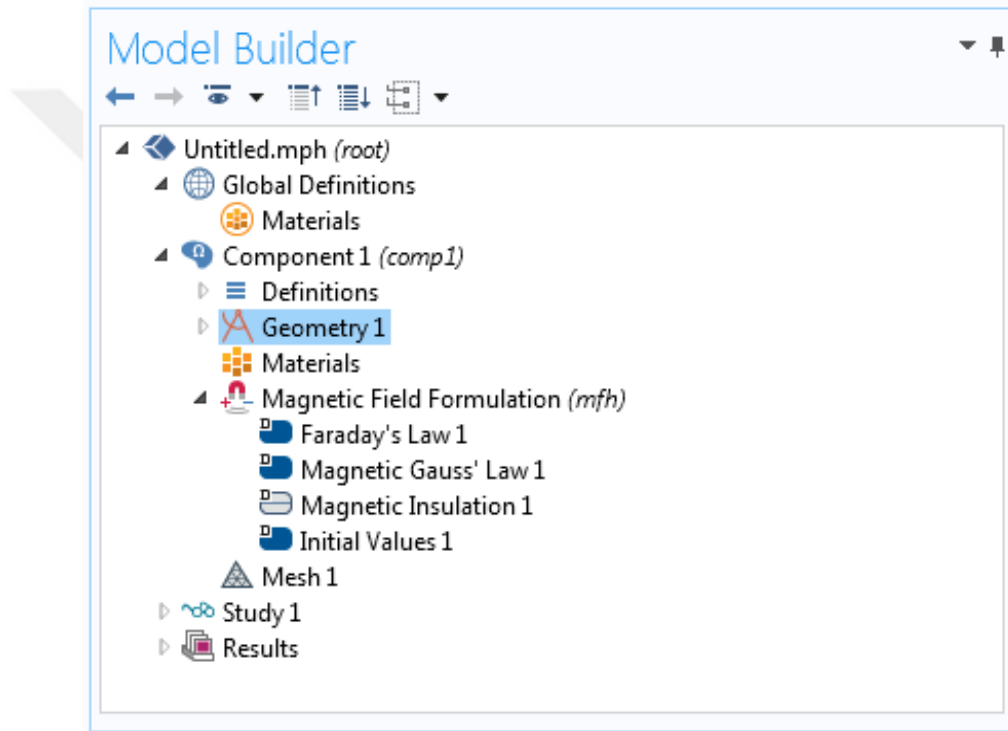 Model Builder
Untitled.mph (root)
Global Definitions
Materials
Component 1 (comp1)
Definitions
Geometry 1
Materials
Magnetic Field Formulation (mfh)
Faraday's Law 1
Magnetic Gauss' Law 1
Magnetic Insulation 1
Initial Values 1
Mesh 1
Study 1
Results